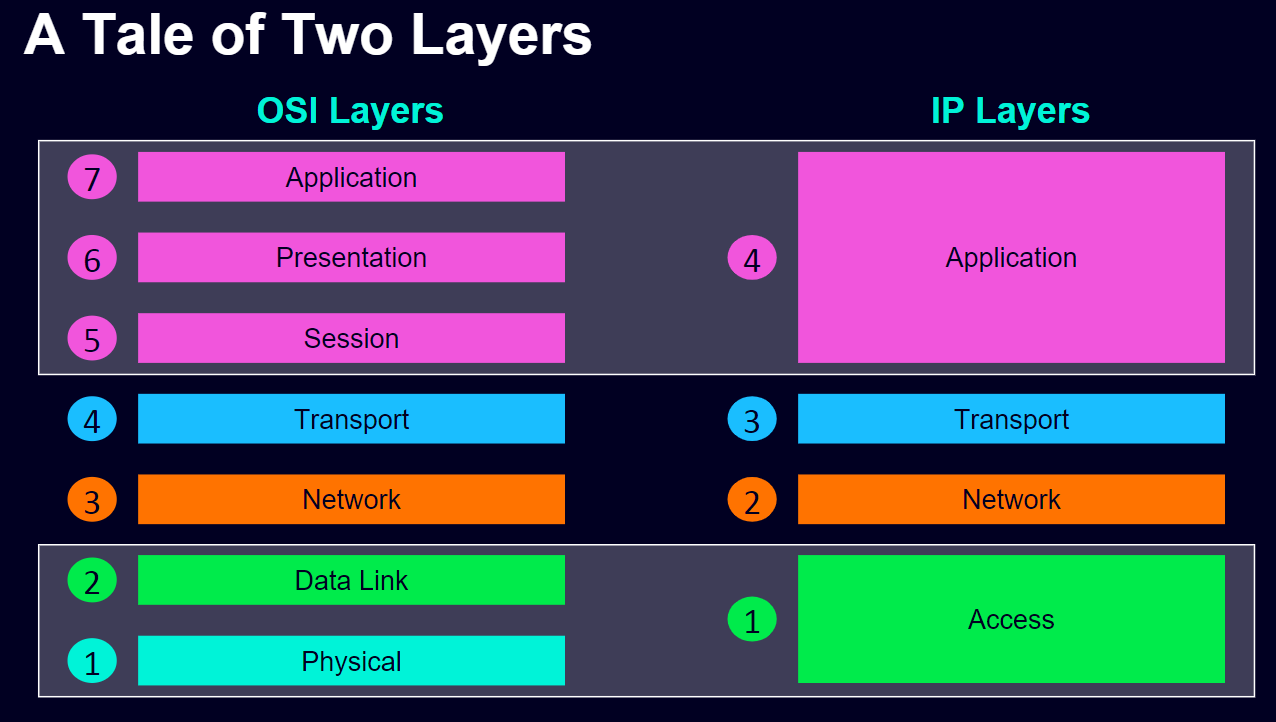 A Tale of Two Layers
OSI Layers
IP Layers
7 Application
6 Presentation
5 Session
4 Application
4 Transport
3 Transport
3 Network
2 Network
2 Data Link
1 Physical
1 Access